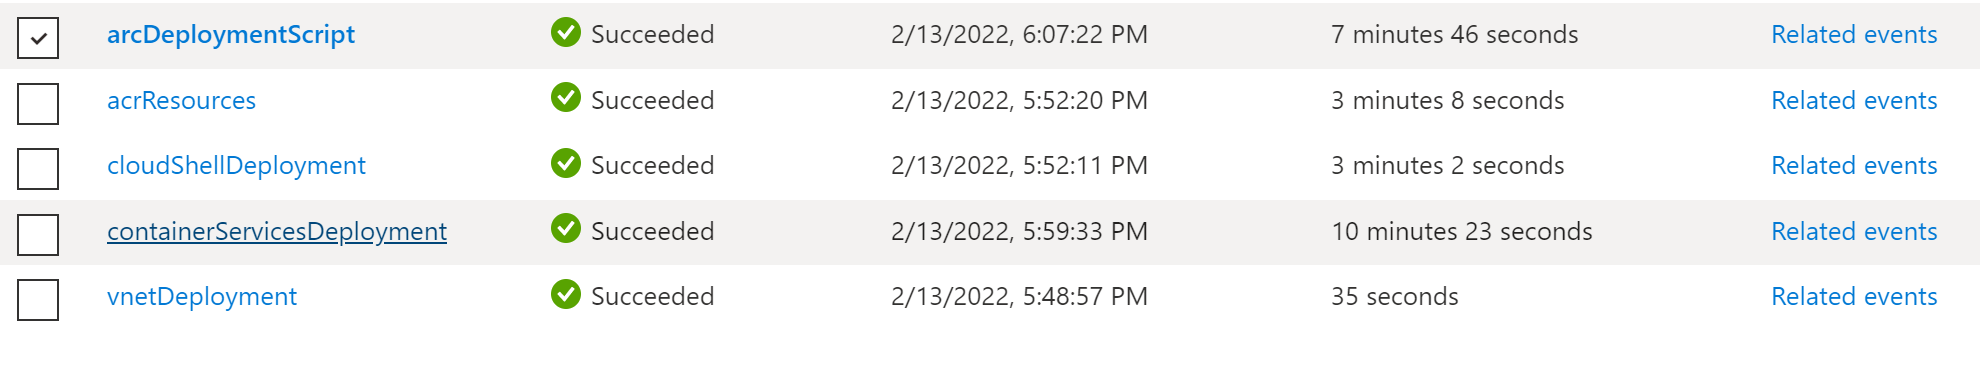 arcDeploymentScript Succeeded 2/13/2022, 6:07:22 PM 7 minutes 46 seconds Related events
acrResources Succeeded 2/13/2022, 5:52:20 PM 3 minutes 8 seconds Related events
cloudShellDeployment Succeeded 2/13/2022, 5:52:11 PM 3 minutes 2 seconds Related events
containerServicesDeployment Succeeded 2/13/2022, 5:59:33 PM 10 minutes 23 seconds Related events
vnetDeployment Succeeded 2/13/2022, 5:48:57 PM 35 seconds Related events